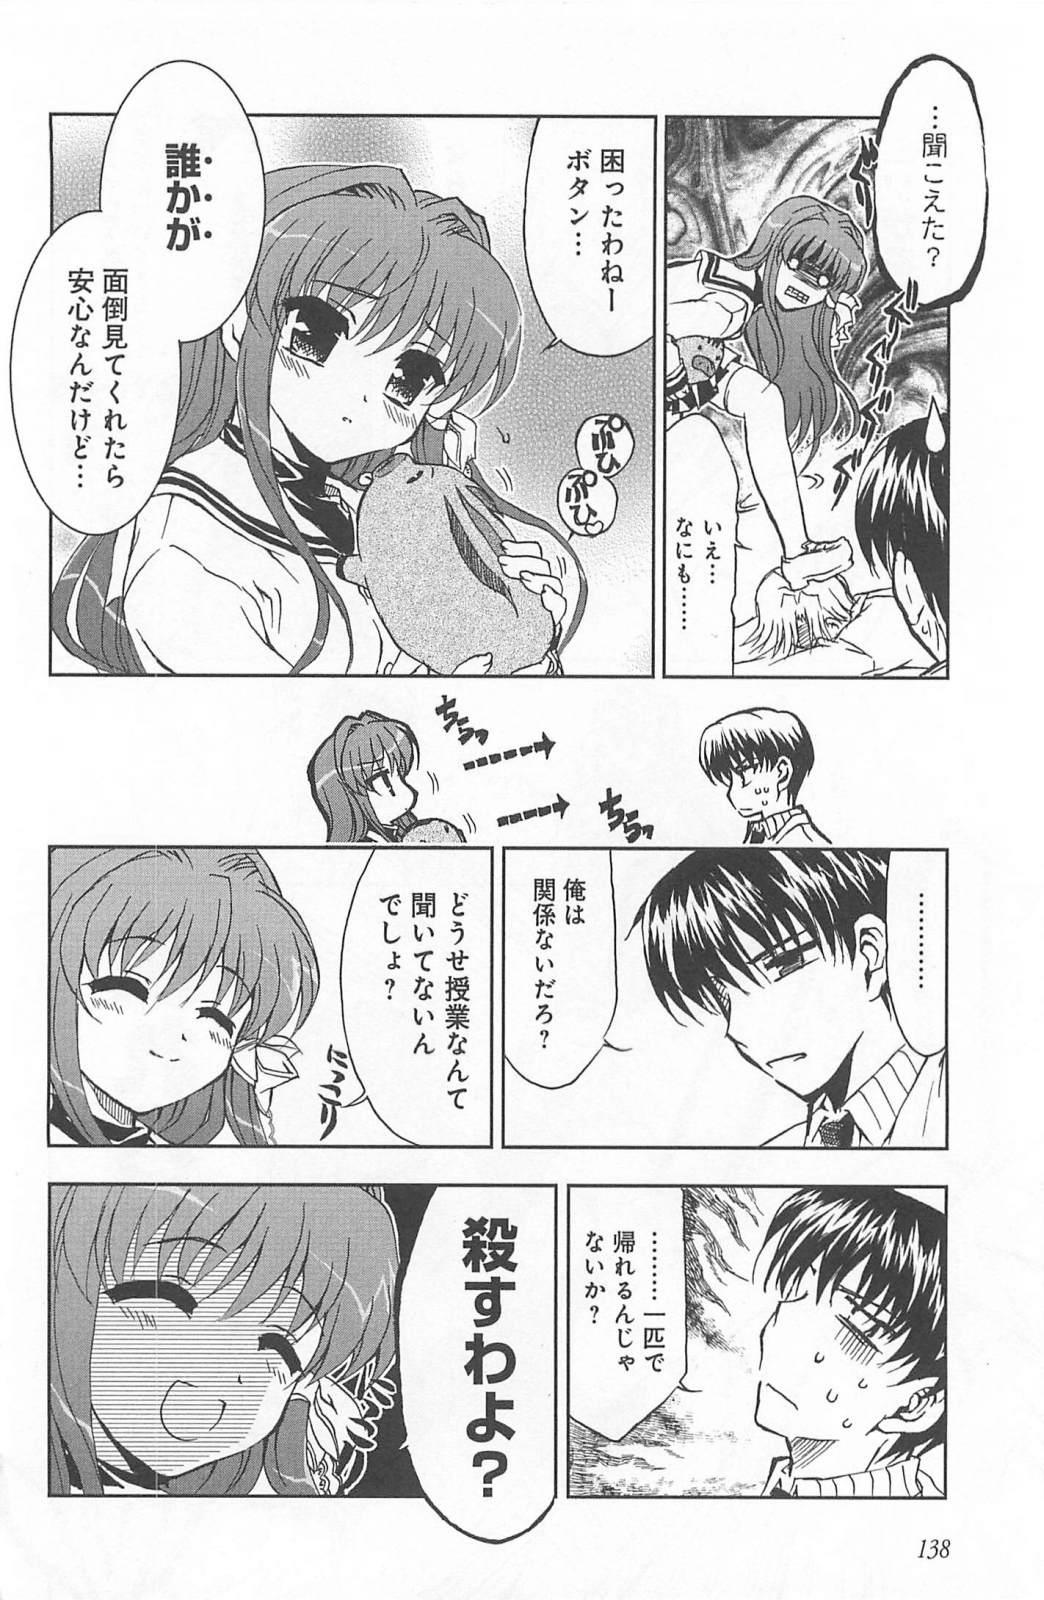 …聞こえた?
いえ…
なにも……
困ったわねー
ボタン…
ぷひ
ぷひ♡
誰かが
面倒見てくれたら
安心なんだけど…
ちらっ
ちらっ
…………
俺は
関係ないだろ?
どうせ授業なんて
聞いてないん
でしょ?
にっこり
………一匹で
帰れるんじゃ
ないか?
殺すわよ?
138